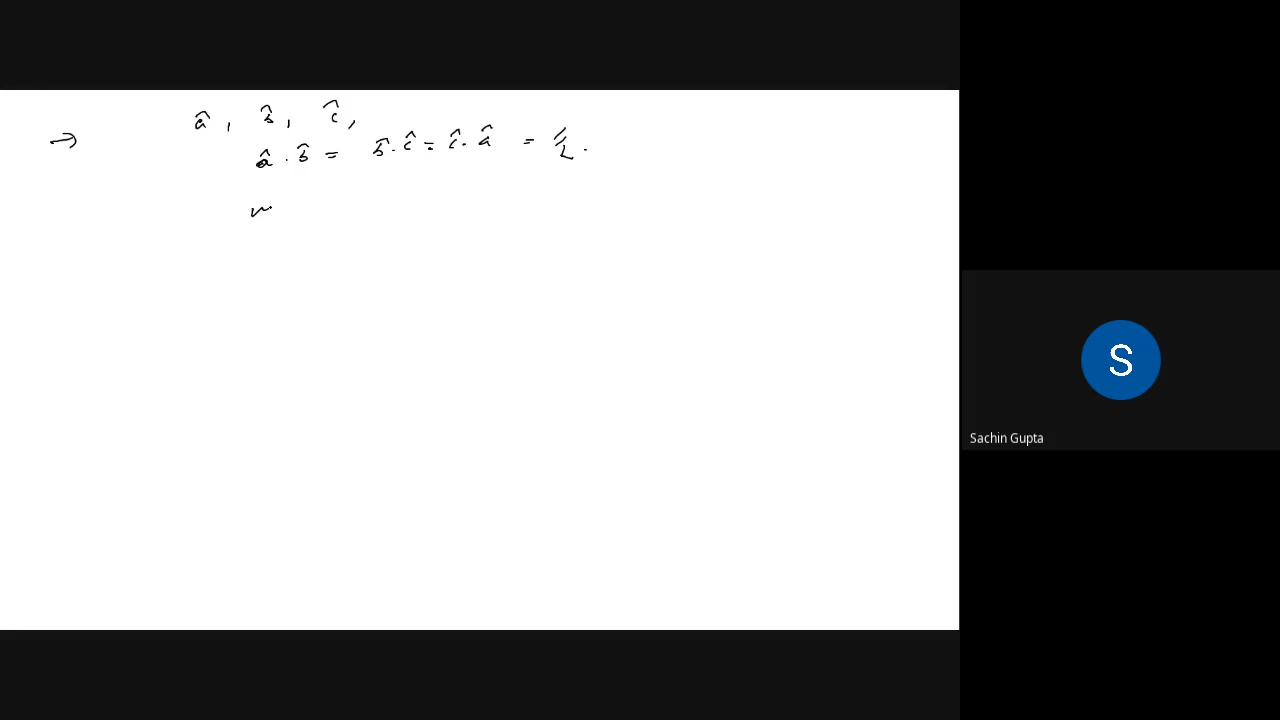 → â, b̂, ĉ,
â · b̂ = b̂ · ĉ = ĉ · â = 1/2.
S
Sachin Gupta